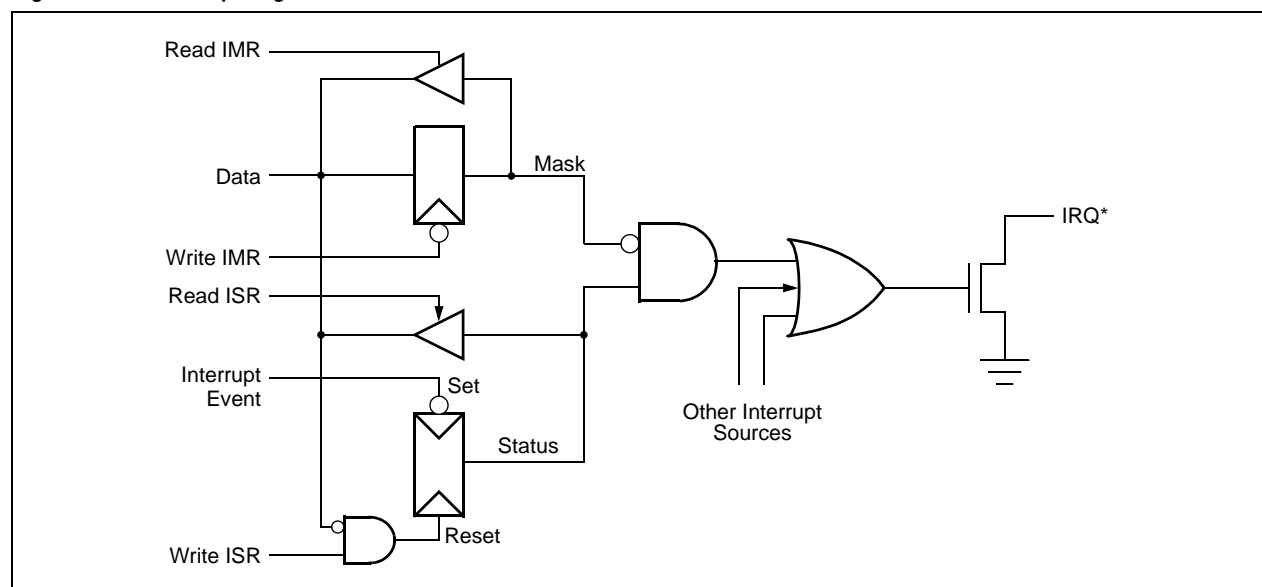 Read IMR
Data
Mask
Write IMR
IRQ*
Read ISR
Interrupt
Event
Set
Other Interrupt
Sources
Status
Reset
Write ISR